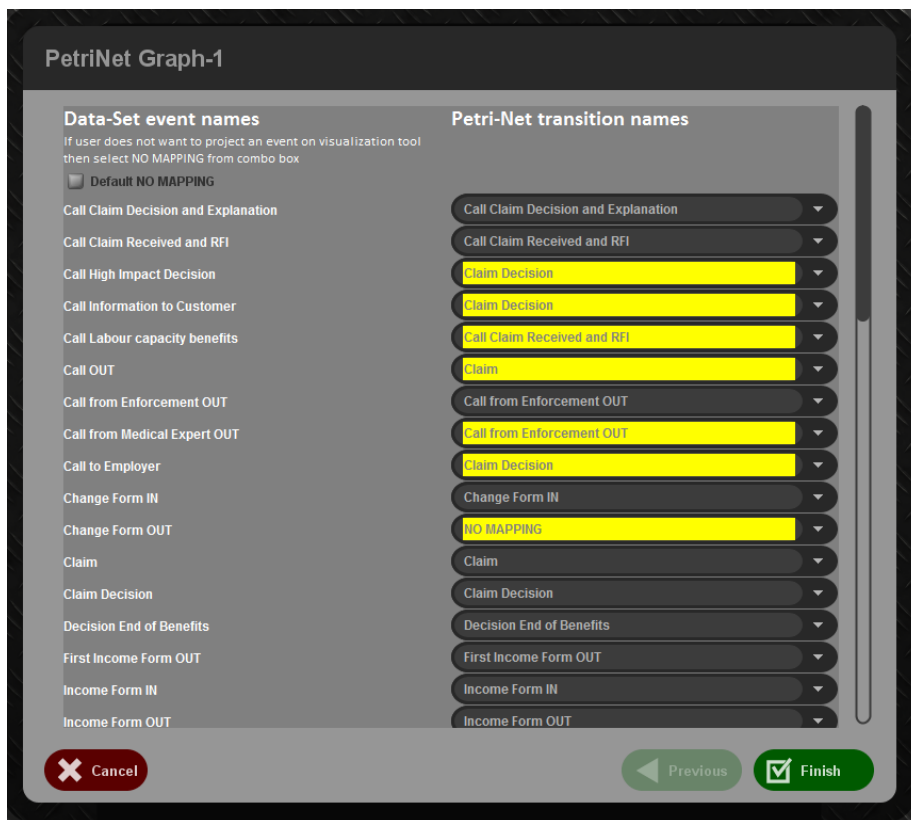 PetriNet Graph-1
Data-Set event names Petri-Net transition names
If user does not want to project an event on visualization tool
then select NO MAPPING from combo box
Default NO MAPPING
Call Claim Decision and Explanation Call Claim Decision and Explanation
Call Claim Received and RFI Call Claim Received and RFI
Call High Impact Decision Claim Decision
Call Information to Customer Claim Decision
Call Labour capacity benefits Call Claim Received and RFI
Call OUT Claim
Call from Enforcement OUT Call from Enforcement OUT
Call from Medical Expert OUT Call from Enforcement OUT
Call to Employer Claim Decision
Change Form IN Change Form IN
Change Form OUT NO MAPPING
Claim Claim
Claim Decision Claim Decision
Decision End of Benefits Decision End of Benefits
First Income Form OUT First Income Form OUT
Income Form IN Income Form IN
Income Form OUT Income Form OUT
Cancel Previous Finish